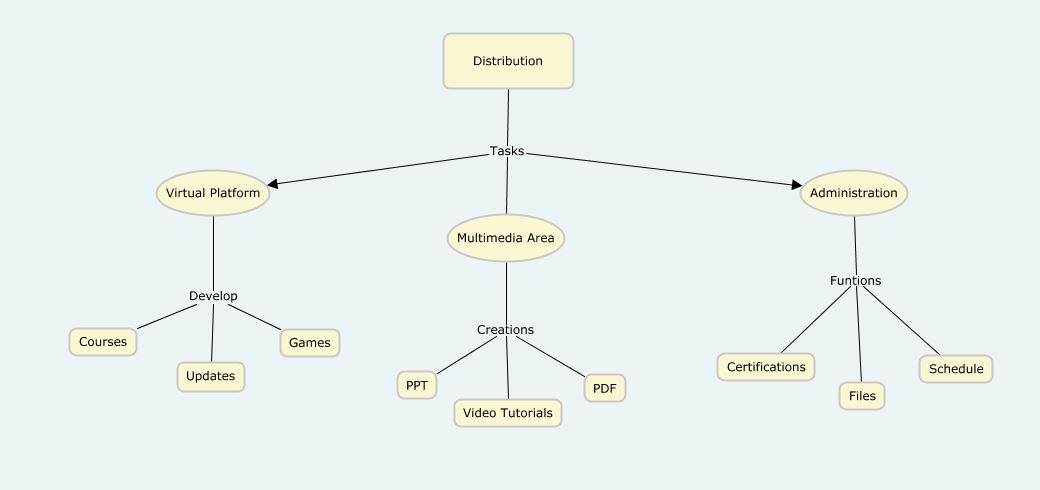 Distribution
Tasks
Virtual Platform
Multimedia Area
Administration
Develop
Courses
Updates
Games
Creations
PPT
Video Tutorials
PDF
Funtions
Certifications
Files
Schedule